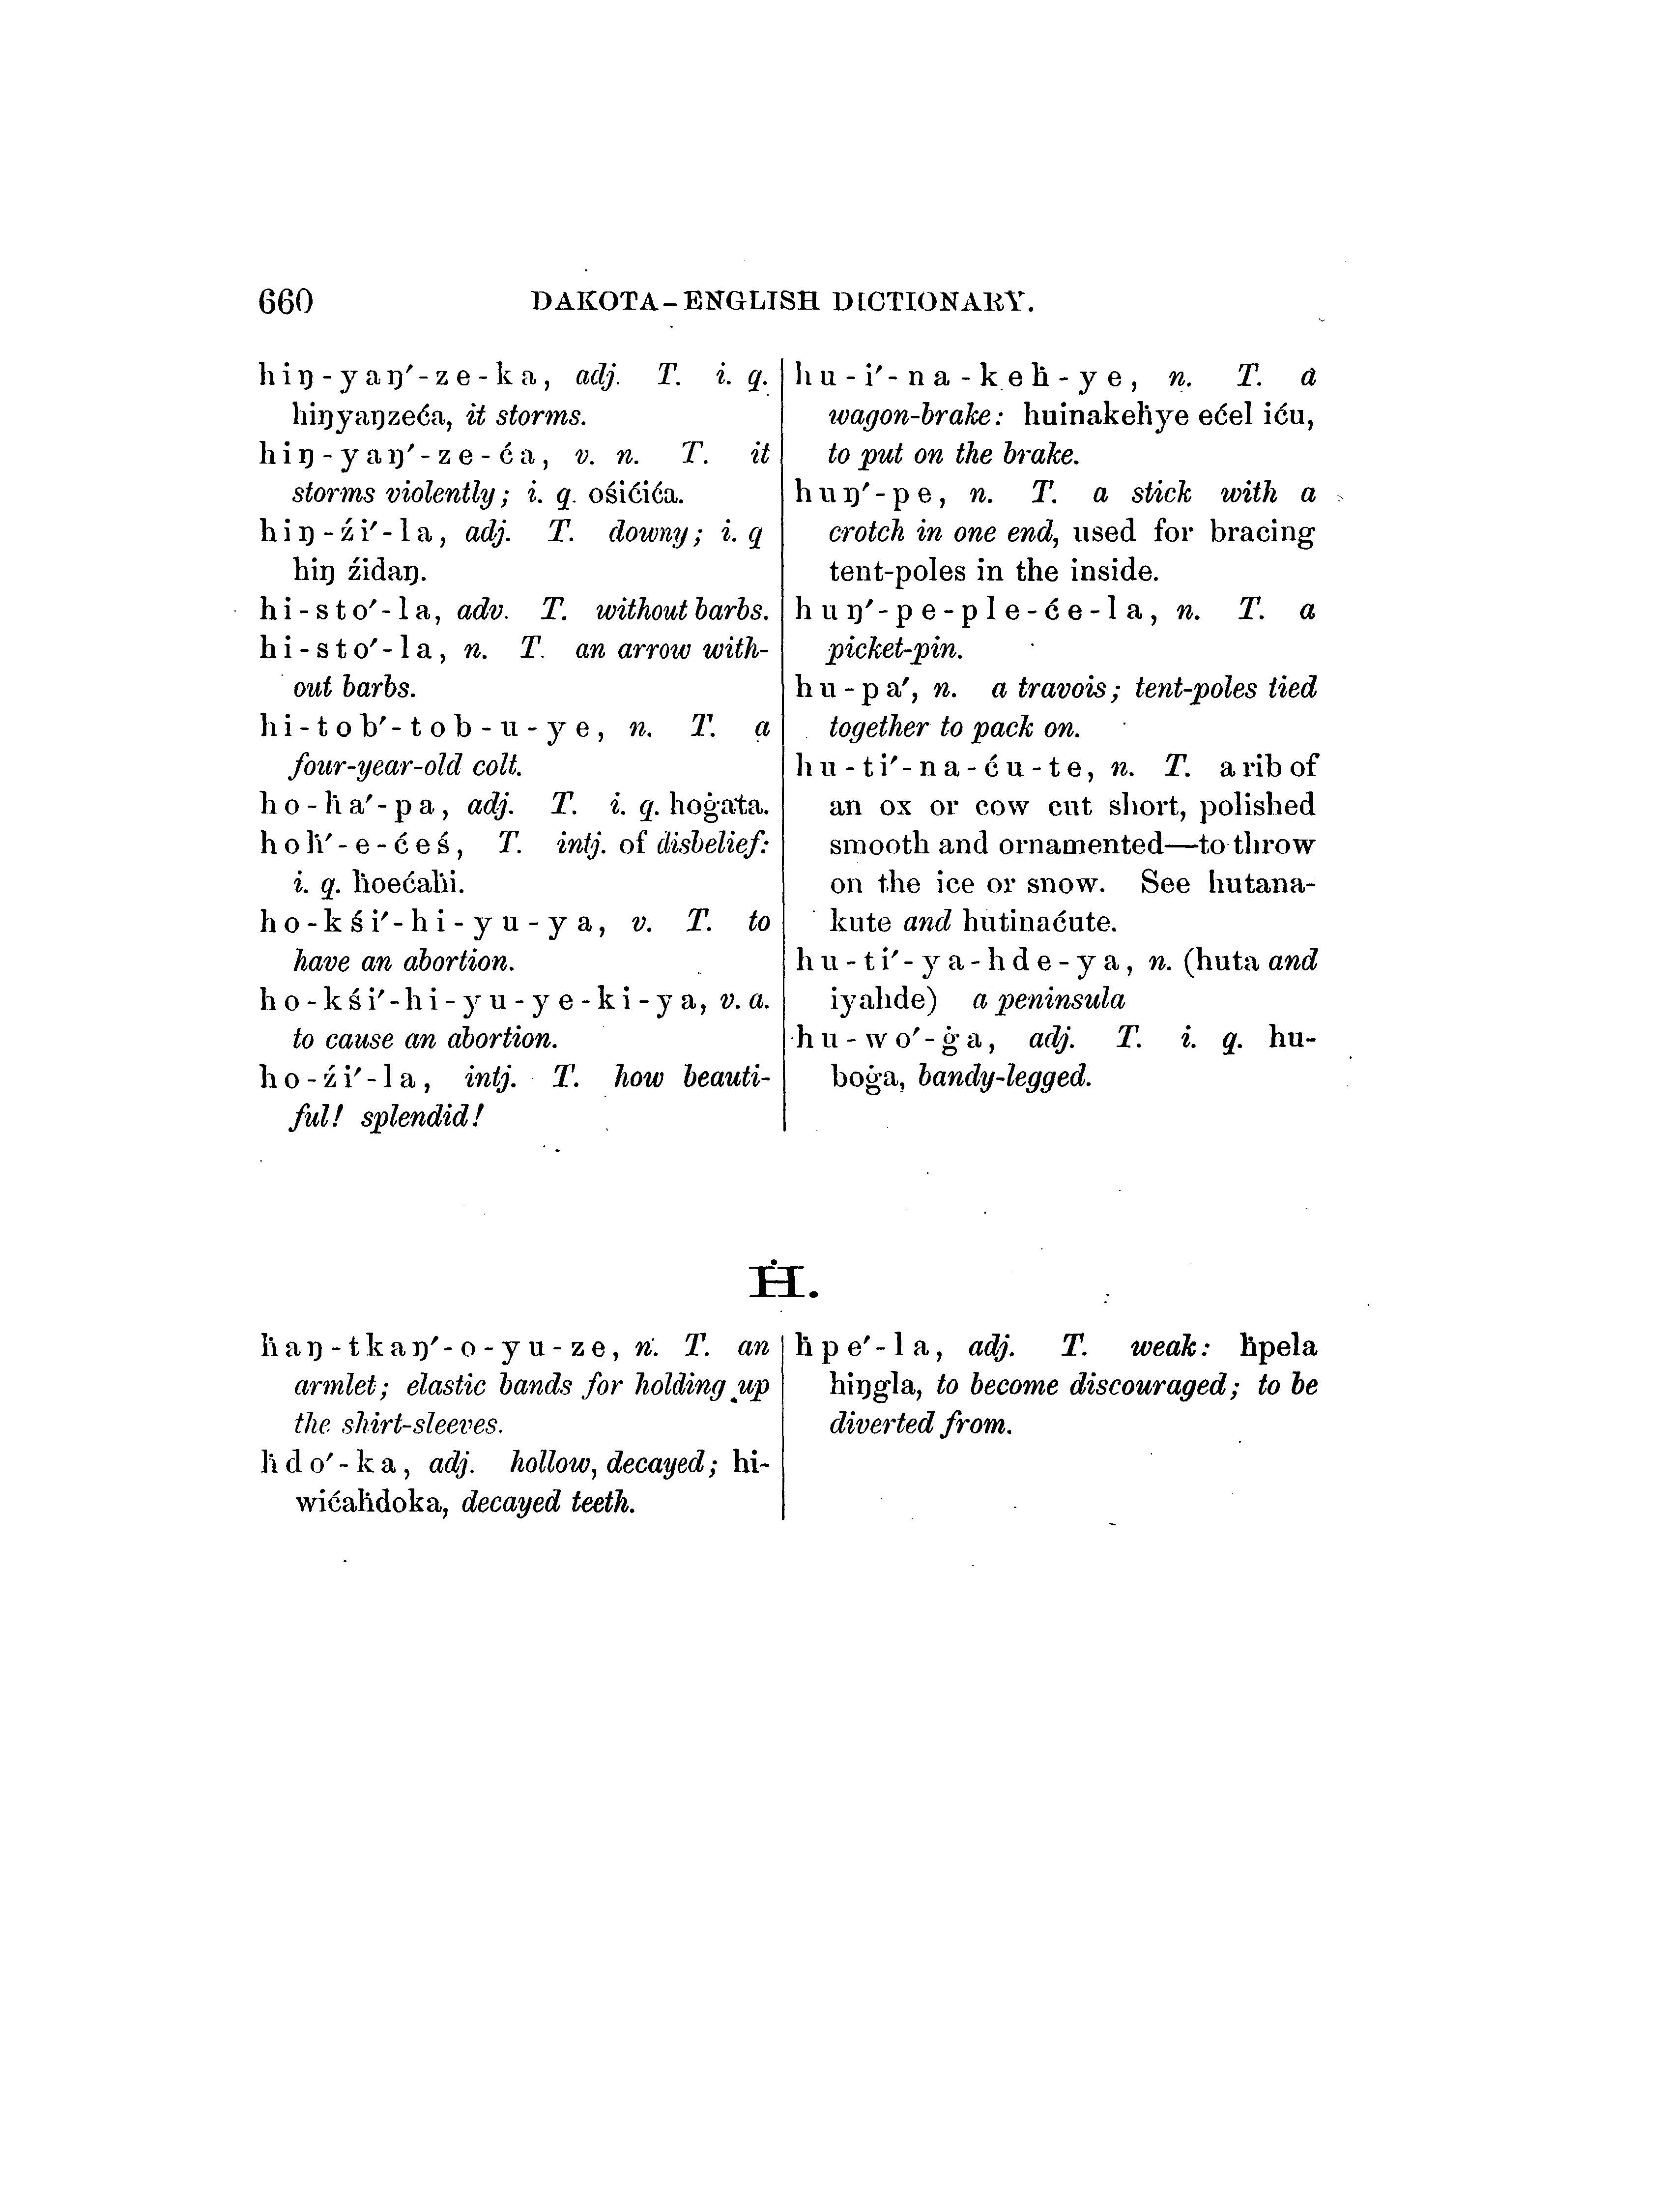 660 DAKOTA-ENGLISH DICTIONARY.
hiŋ-yaŋ′-ze-ka, adj. T. i. q.
hiŋyaŋzeća, it storms.
hiŋ-yaŋ′-ze-ća, v. n. T. it
storms violently; i. q. ośićića.
hiŋ-źi′-la, adj. T. downy; i. q
hiŋ źidaŋ.
hi-sto′-la, adv. T. without barbs.
hi-sto′-la, n. T. an arrow with-
out barbs.
hi-tob′-tob-u-ye, n. T. a
four-year-old colt.
ho-ḣa′-pa, adj. T. i. q. hoġata.
hoḣ′-e-ćeś, T. intj. of disbelief:
i. q. ḣoećaḣi.
ho-kśi′-hi-yu-ya, v. T. to
have an abortion.
ho-kśi′-hi-yu-ye-ki-ya, v. a.
to cause an abortion.
ho-źi′-la, intj. T. how beauti-
ful! splendid!
hu-i′-na-keḣ-ye, n. T. a
wagon-brake: huinakeḣye ećel iću,
to put on the brake.
huŋ′-pe, n. T. a stick with a
crotch in one end, used for bracing
tent-poles in the inside.
huŋ′-pe-ple-će-la, n. T. a
picket-pin.
hu-pa′, n. a travois; tent-poles tied
together to pack on.
hu-ti′-na-ću-te, n. T. a rib of
an ox or cow cut short, polished
smooth and ornamented—to throw
on the ice or snow. See hutana-
kute and hutinaćute.
hu-ti′-ya-hde-ya, n. (huta and
iyahde) a peninsula
hu-wo′-ġa, adj. T. i. q. hu-
boġa, bandy-legged.
Ḣ.
ḣaŋ-tkaŋ′-o-yu-ze, n. T. an
armlet; elastic bands for holding up
the shirt-sleeves.
ḣdo′-ka, adj. hollow, decayed; hi-
wićaḣdoka, decayed teeth.
ḣpe′-la, adj. T. weak: ḣpela
hiŋgla, to become discouraged; to be
diverted from.